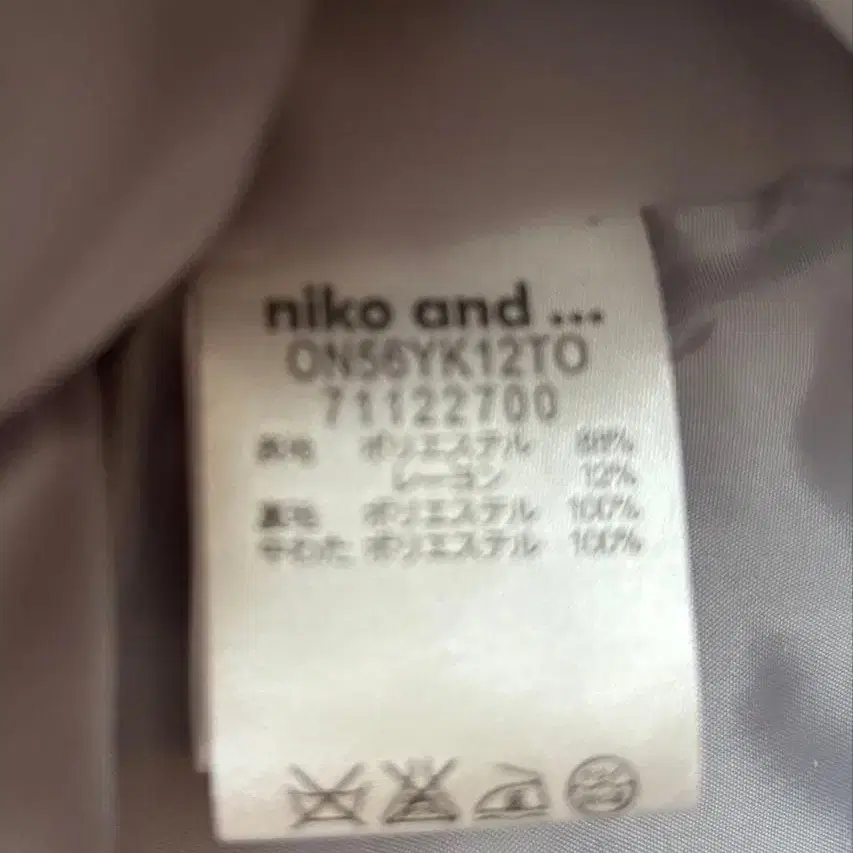 niko and ...
ON56YK12TO
71122700
表地 ポリエステル 88%
レーヨン 12%
裏地 ポリエステル 100%
中わた ポリエステル 100%